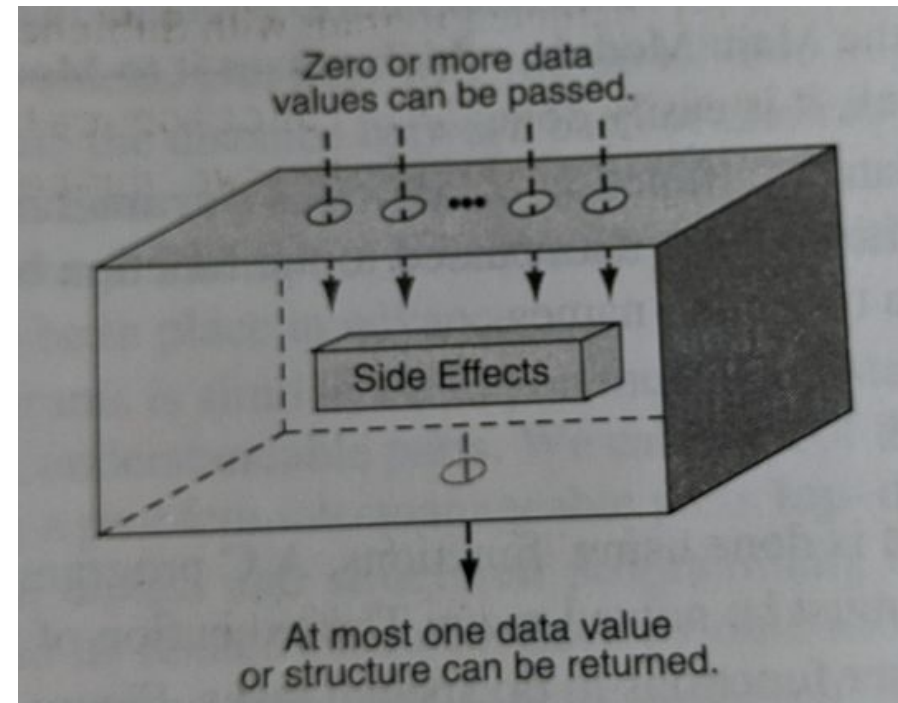 Zero or more data
values can be passed.
Side Effects
At most one data value
or structure can be returned.